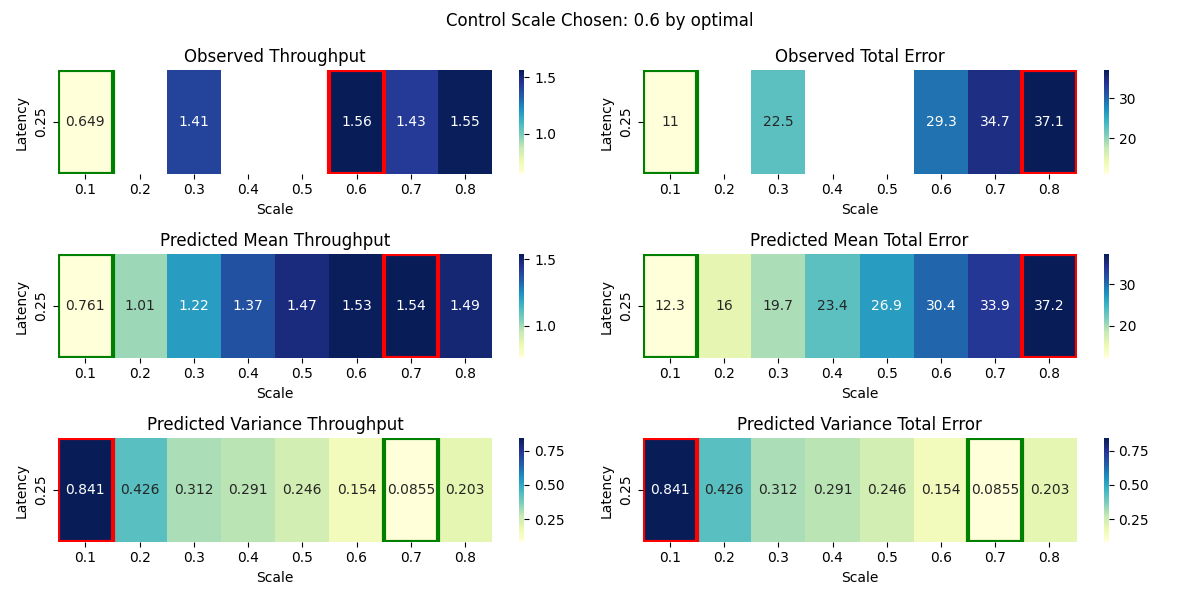 Control Scale Chosen: 0.6 by optimal
Observed Throughput
Latency
0.25
0.649 1.41 1.56 1.43 1.55
0.1 0.2 0.3 0.4 0.5 0.6 0.7 0.8
Scale
1.5
1.0
Observed Total Error
Latency
0.25
11 22.5 29.3 34.7 37.1
0.1 0.2 0.3 0.4 0.5 0.6 0.7 0.8
Scale
30
20
Predicted Mean Throughput
Latency
0.25
0.761 1.01 1.22 1.37 1.47 1.53 1.54 1.49
0.1 0.2 0.3 0.4 0.5 0.6 0.7 0.8
Scale
1.5
1.0
Predicted Mean Total Error
Latency
0.25
12.3 16 19.7 23.4 26.9 30.4 33.9 37.2
0.1 0.2 0.3 0.4 0.5 0.6 0.7 0.8
Scale
30
20
Predicted Variance Throughput
Latency
0.25
0.841 0.426 0.312 0.291 0.246 0.154 0.0855 0.203
0.1 0.2 0.3 0.4 0.5 0.6 0.7 0.8
Scale
0.75
0.50
0.25
Predicted Variance Total Error
Latency
0.25
0.841 0.426 0.312 0.291 0.246 0.154 0.0855 0.203
0.1 0.2 0.3 0.4 0.5 0.6 0.7 0.8
Scale
0.75
0.50
0.25